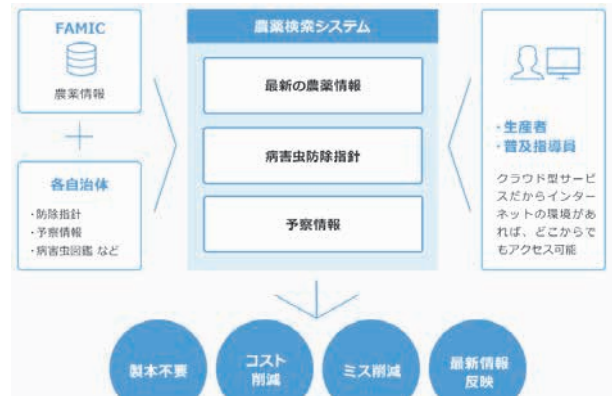 FAMIC
農薬情報
各自治体
・防除指針
・予察情報
・病害虫図鑑 など
農薬検索システム
最新の農薬情報
病害虫防除指針
予察情報
・生産者
・普及指導員
クラウド型サービ
スだからインター
ネットの環境があ
れば、どこからで
もアクセス可能
製本不要
コスト
削減
ミス削減
最新情報
反映